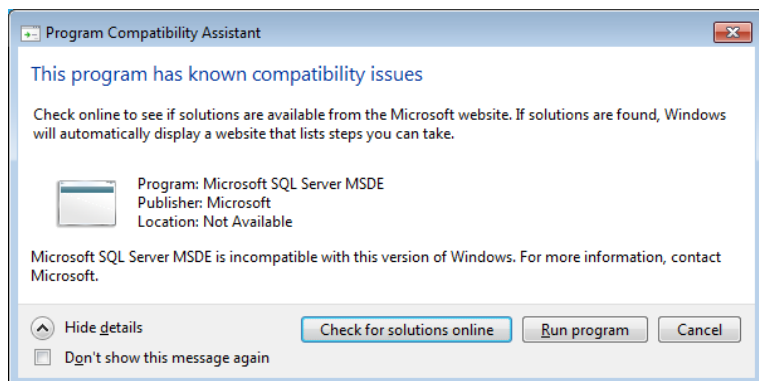 Program Compatibility Assistant
This program has known compatibility issues
Check online to see if solutions are available from the Microsoft website. If solutions are found, Windows
will automatically display a website that lists steps you can take.
Program: Microsoft SQL Server MSDE
Publisher: Microsoft
Location: Not Available
Microsoft SQL Server MSDE is incompatible with this version of Windows. For more information, contact
Microsoft.
Hide details
Check for solutions online
Run program
Cancel
Don't show this message again